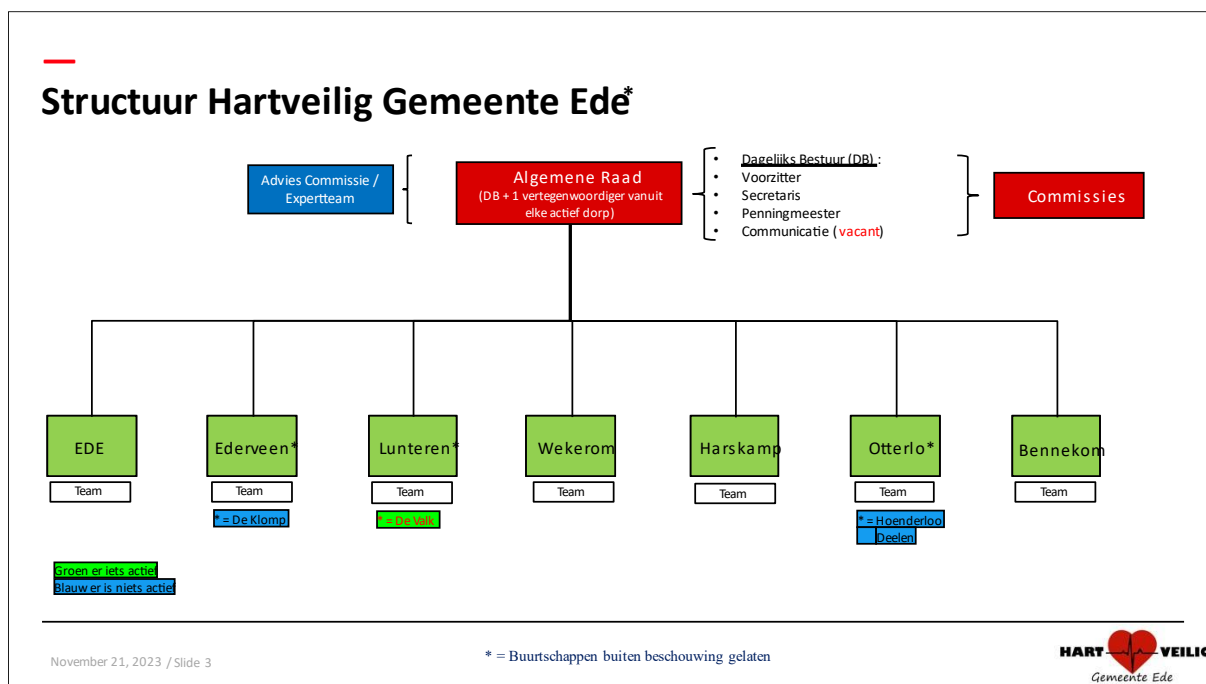 Structuur Hartveilig Gemeente Ede*
Advies Commissie /
Expertteam
Algemene Raad
(DB + 1 vertegenwoordiger vanuit
elke actief dorp)
• Dagelijks Bestuur (DB) :
• Voorzitter
• Secretaris
• Penningmeester
• Communicatie ( vacant)
Commissies
EDE
Team
Ederveen*
Team
* = De Klomp
Lunteren*
Team
* = De Valk
Wekerom
Team
Harskamp
Team
Otterlo*
Team
* = Hoenderloo
Deelen
Bennekom
Team
Groen er iets actief
Blauw er is niets actief
November 21, 2023 / Slide 3
* = Buurtschappen buiten beschouwing gelaten
HART VEILIG
Gemeente Ede